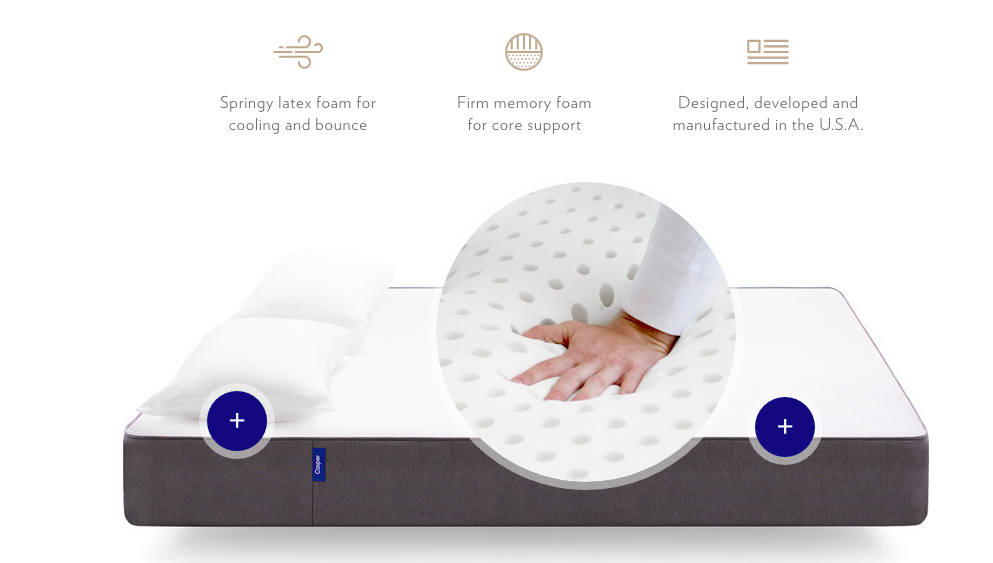 Springy latex foam for
cooling and bounce
Firm memory foam
for core support
Designed, developed and
manufactured in the U.S.A.
+
+
Casper